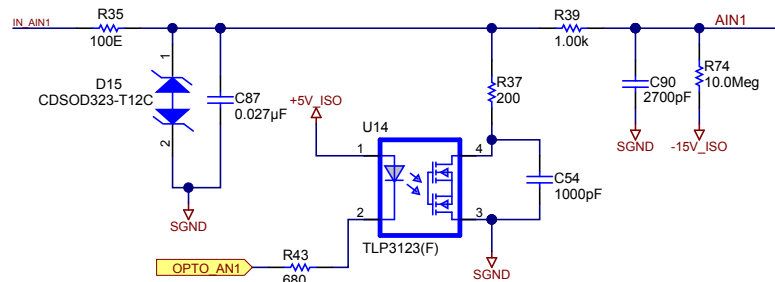 IN_AIN1
R35
100E
R39
1.00k
AIN1
1
D15
CDSOD323-T12C
2
C87
0.027µF
SGND
+5V_ISO
R37
200
C90
2700pF
SGND
R74
10.0Meg
-15V_ISO
U14
1
4
2
3
TLP3123(F)
C54
1000pF
SGND
OPTO_AN1
R43
680